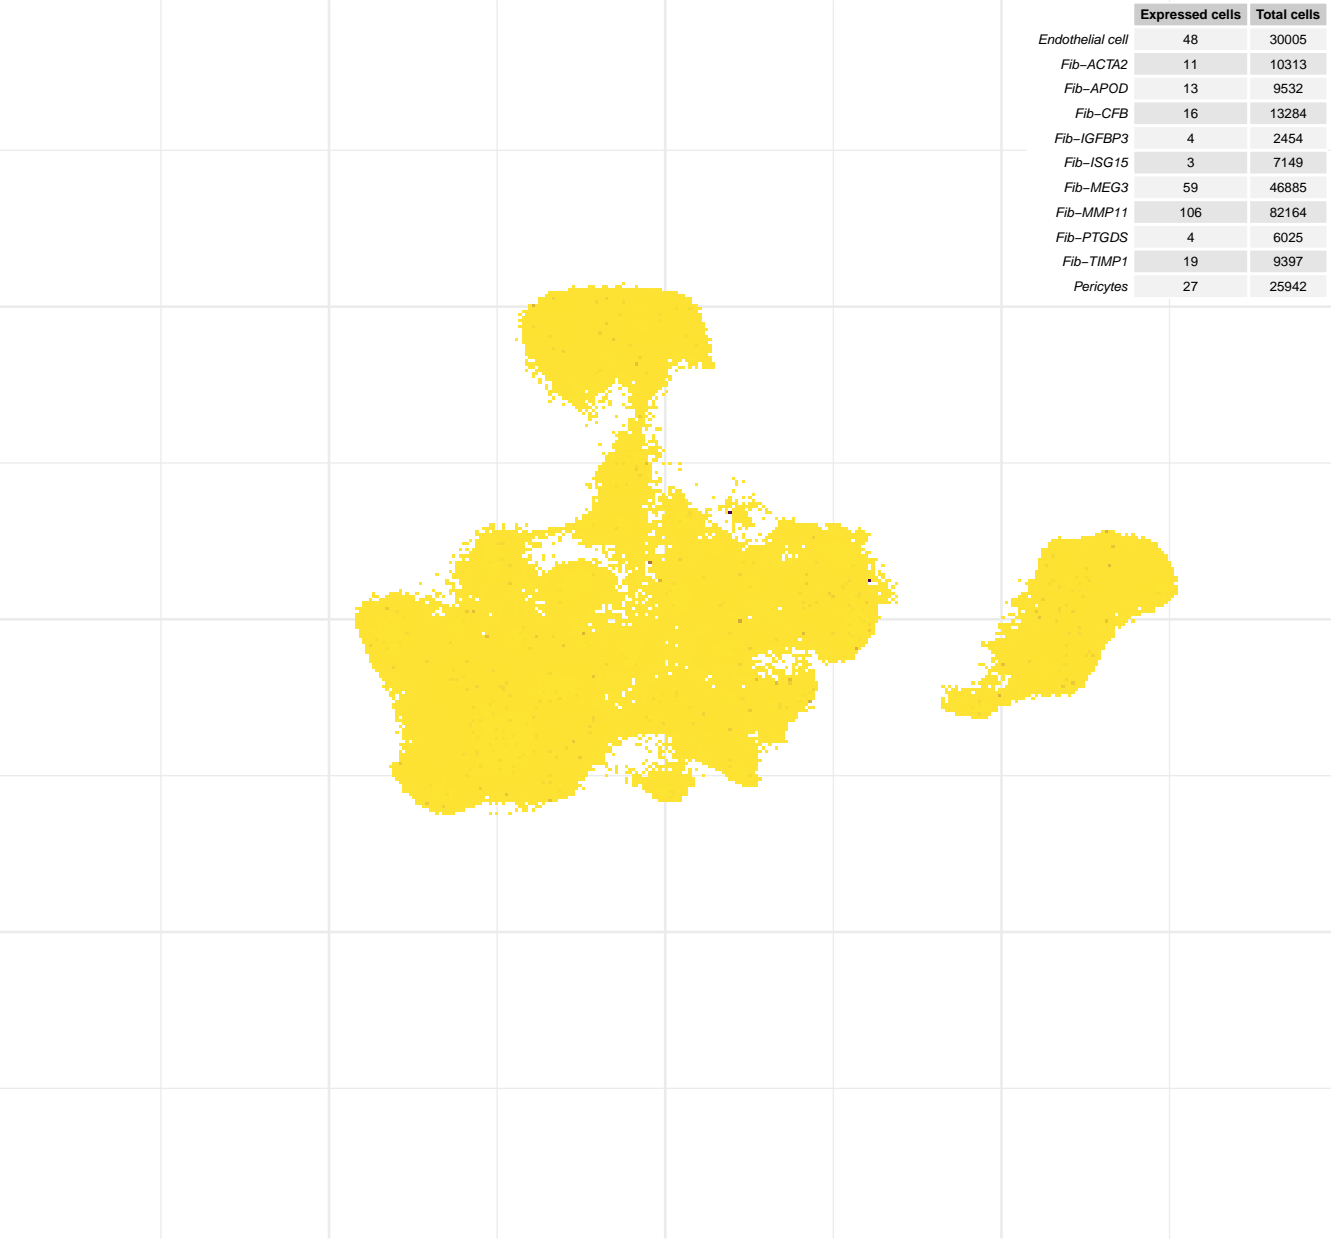 Expressed cells Total cells
Endothelial cell 48 30005
Fib−ACTA2 11 10313
Fib−APOD 13 9532
Fib−CFB 16 13284
Fib−IGFBP3 4 2454
Fib−ISG15 3 7149
Fib−MEG3 59 46885
Fib−MMP11 106 82164
Fib−PTGDS 4 6025
Fib−TIMP1 19 9397
Pericytes 27 25942